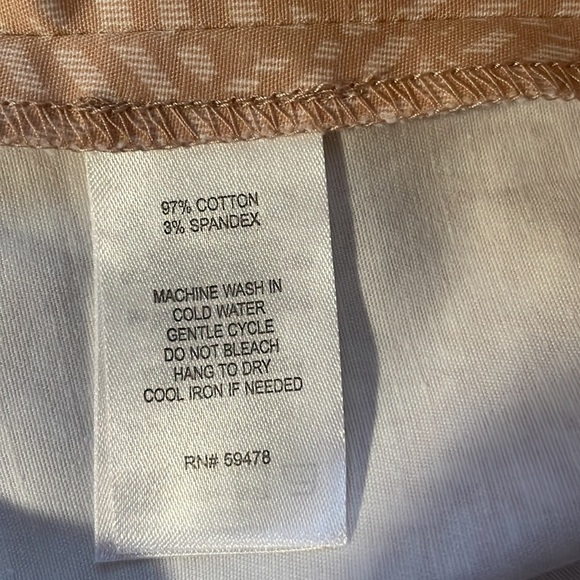 97% COTTON
3% SPANDEX
MACHINE WASH IN
COLD WATER
GENTLE CYCLE
DO NOT BLEACH
HANG TO DRY
COOL IRON IF NEEDED
RN# 59478